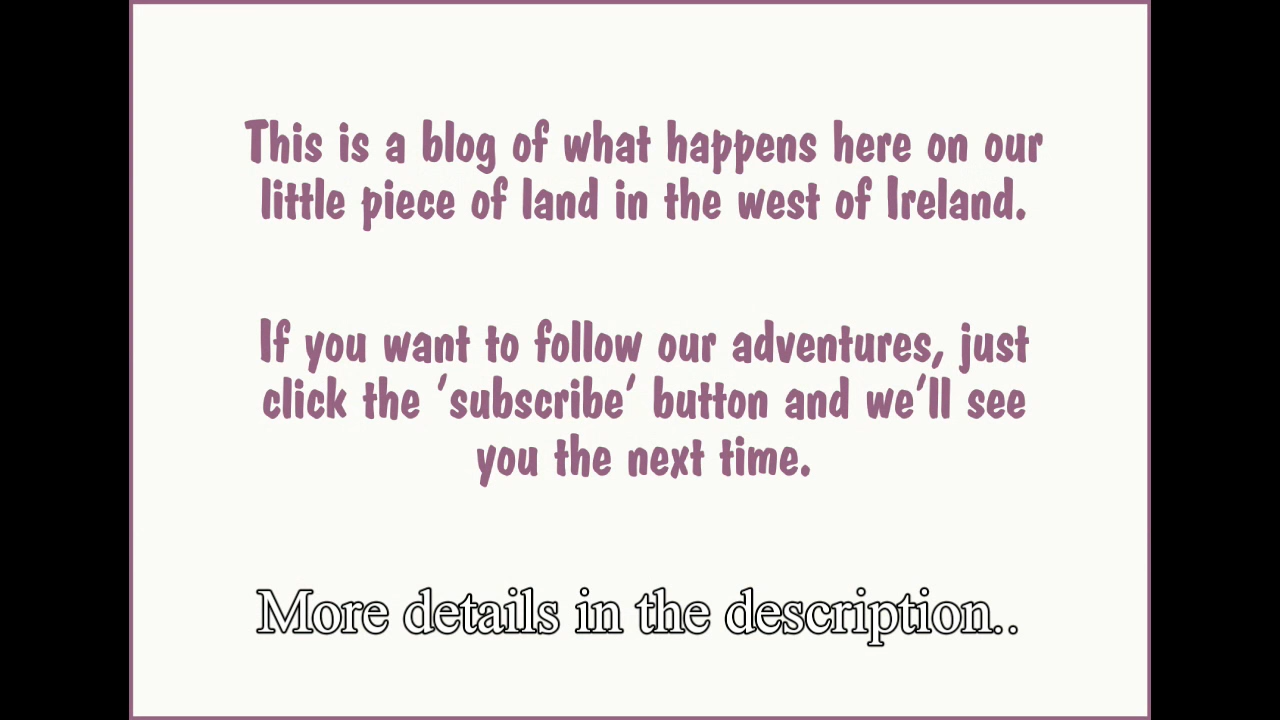 This is a blog of what happens here on our
little piece of land in the west of Ireland.
If you want to follow our adventures, just
click the ‘subscribe’ button and we’ll see
you the next time.
More details in the description..